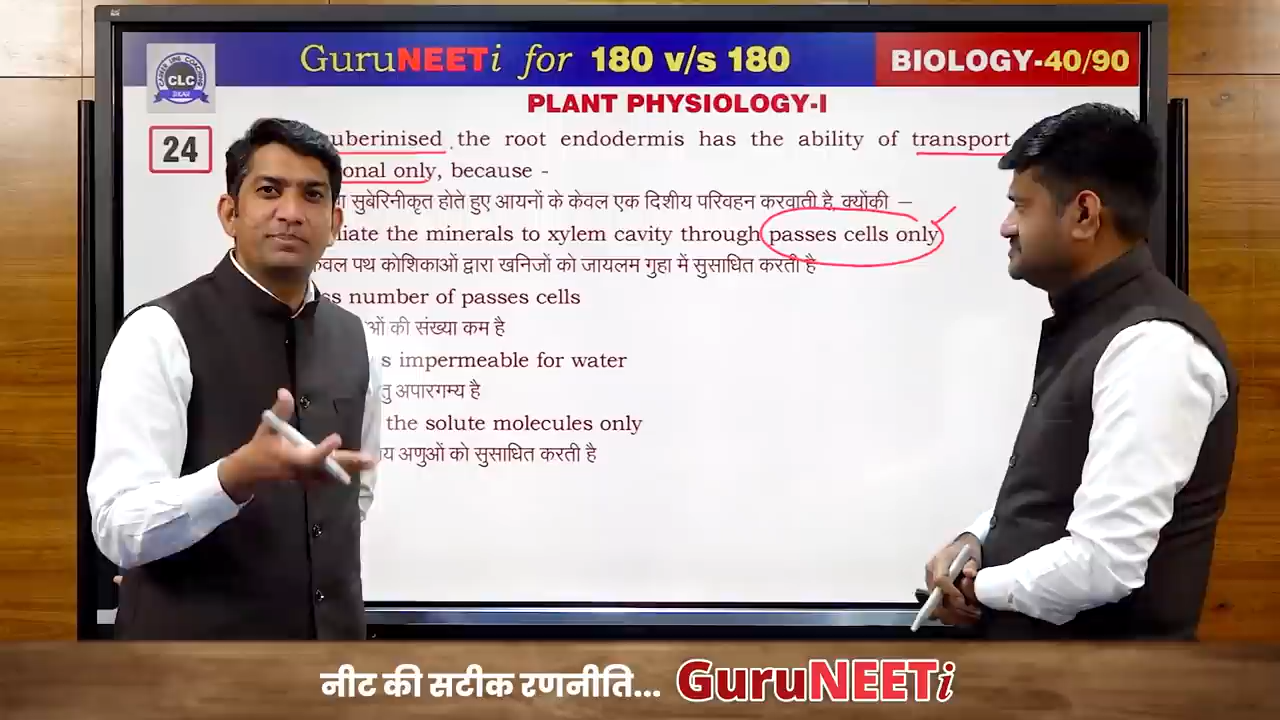 GuruNEETi for 180 v/s 180
BIOLOGY-40/90
CLC
SIKAR
PLANT PHYSIOLOGY-I
24
uberinised the root endodermis has the ability of transport
onal only, because -
सुबेरिनीकृत होते हुए आयनों के केवल एक दिशीय परिवहन करवाती है, क्योंकी –
liate the minerals to xylem cavity through passes cells only
केवल पथ कोशिकाओं द्वारा खनिजों को जायलम गुहा में सुसाधित करती है
ss number of passes cells
ओं की संख्या कम है
s impermeable for water
तु अपारगम्य है
the solute molecules only
य अणुओं को सुसाधित करती है
नीट की सटीक रणनीति... GuruNEETi